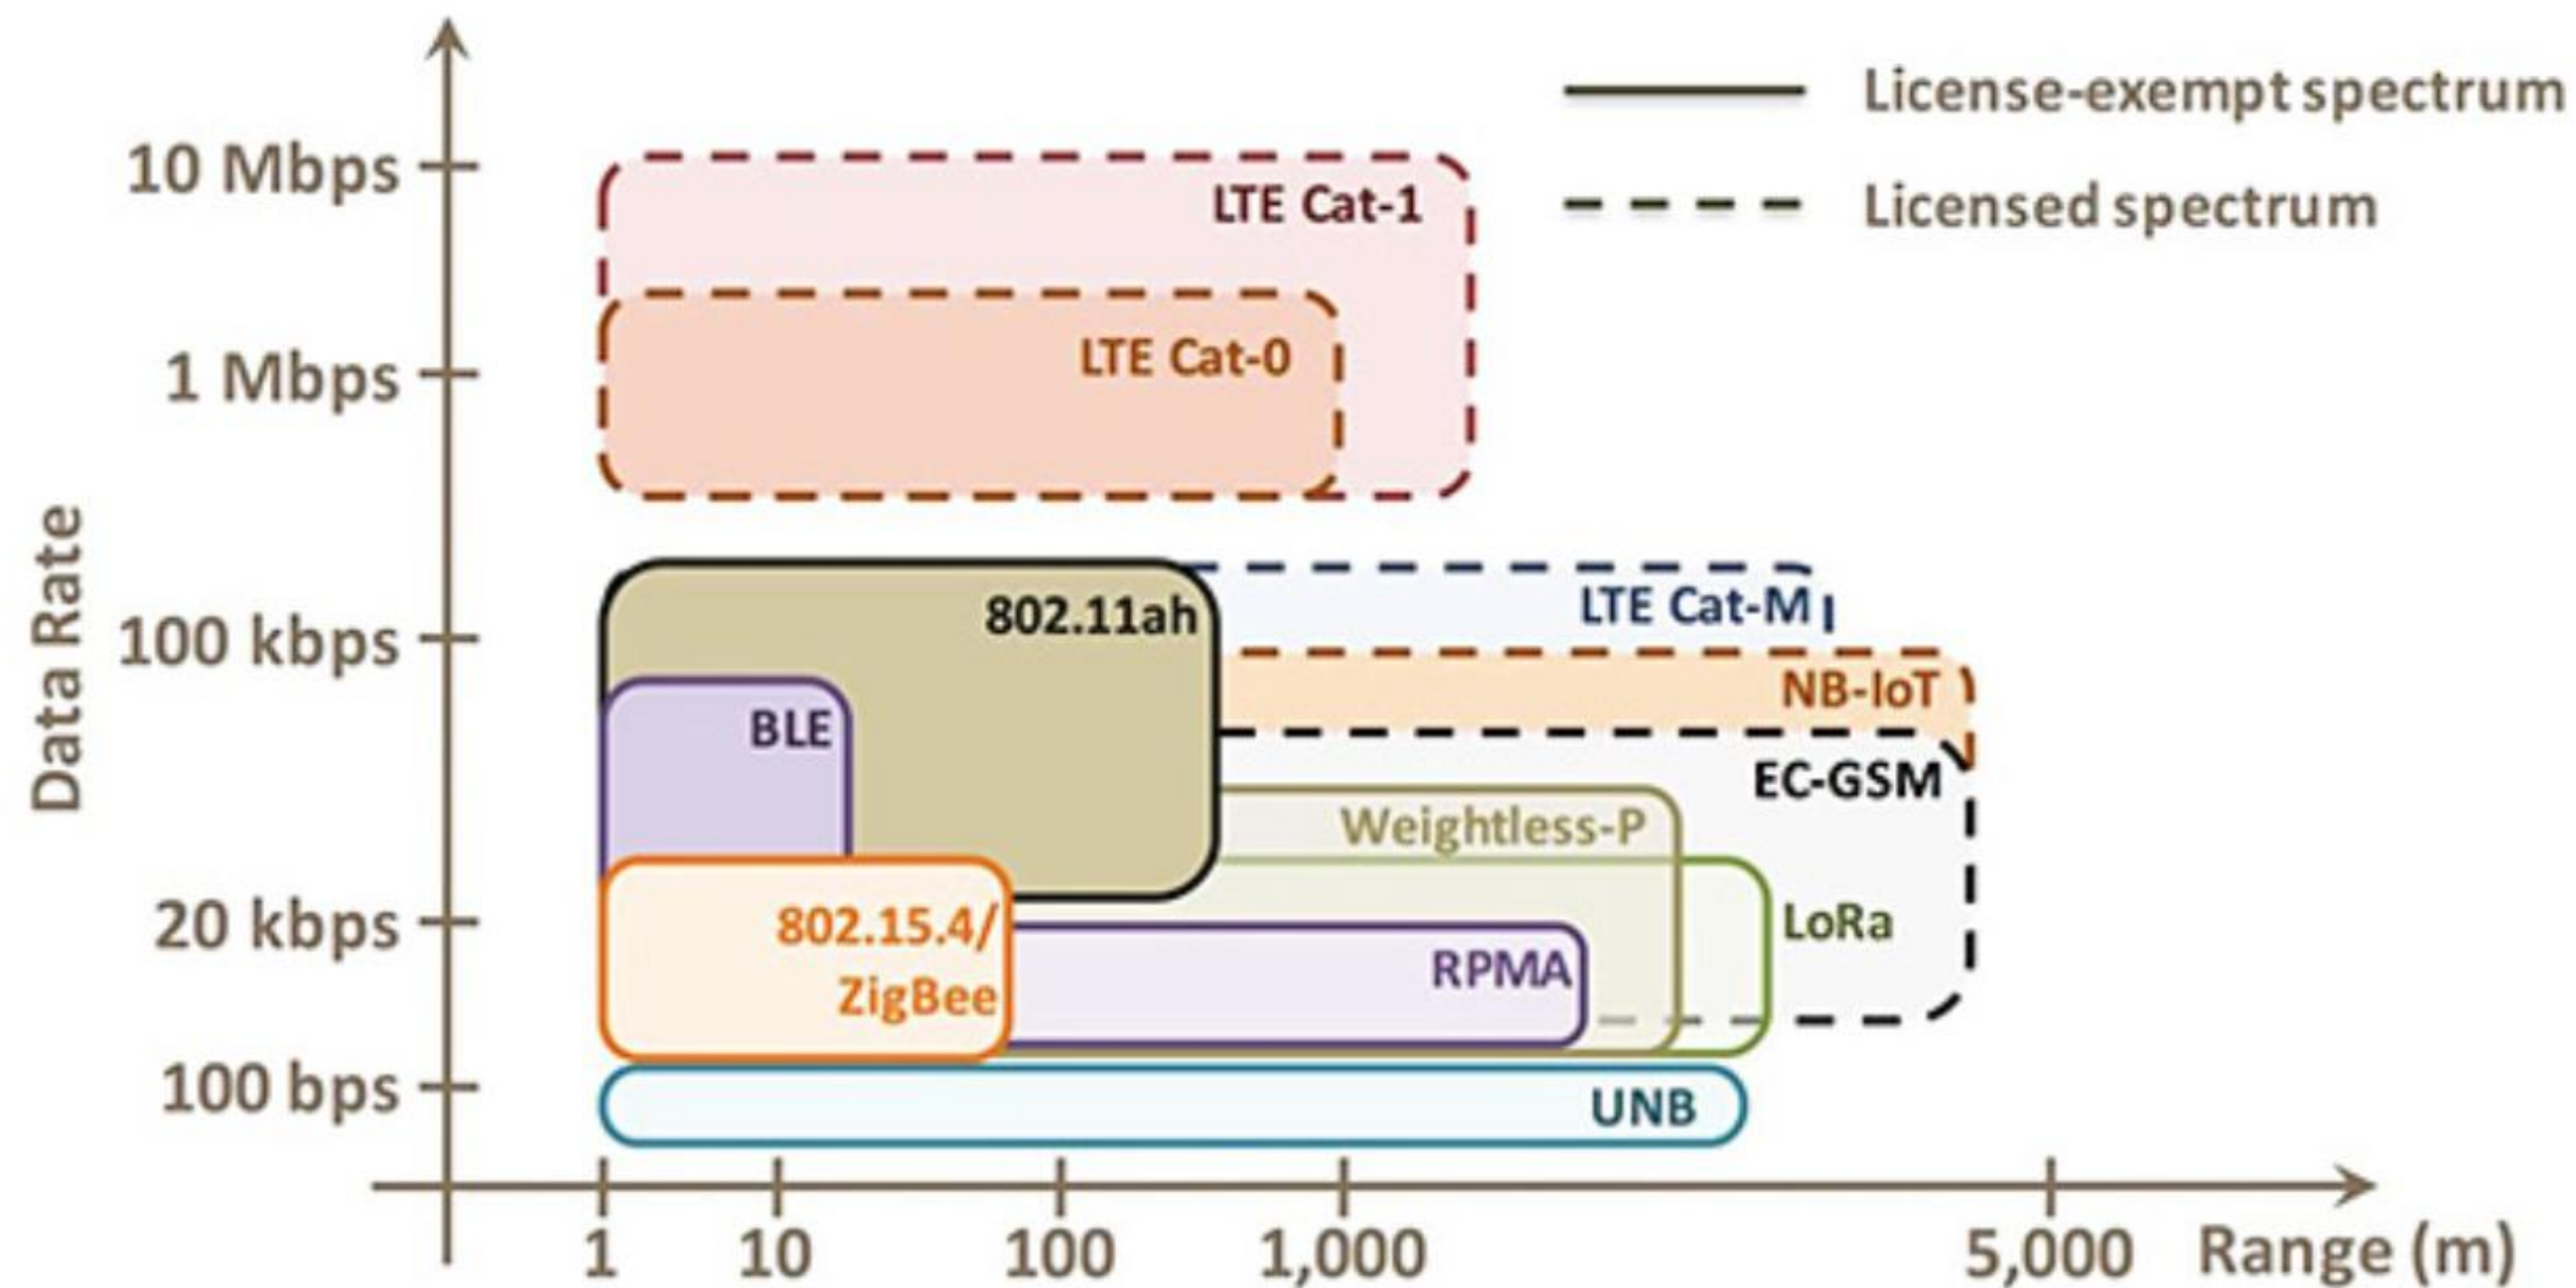 License-exempt spectrum
Licensed spectrum
10 Mbps
1 Mbps
100 kbps
20 kbps
100 bps
Data Rate
LTE Cat-1
LTE Cat-0
802.11ah
LTE Cat-M
NB-IoT
BLE
EC-GSM
Weightless-P
802.15.4/
ZigBee
LoRa
RPMA
UNB
1
10
100
1,000
5,000
Range (m)